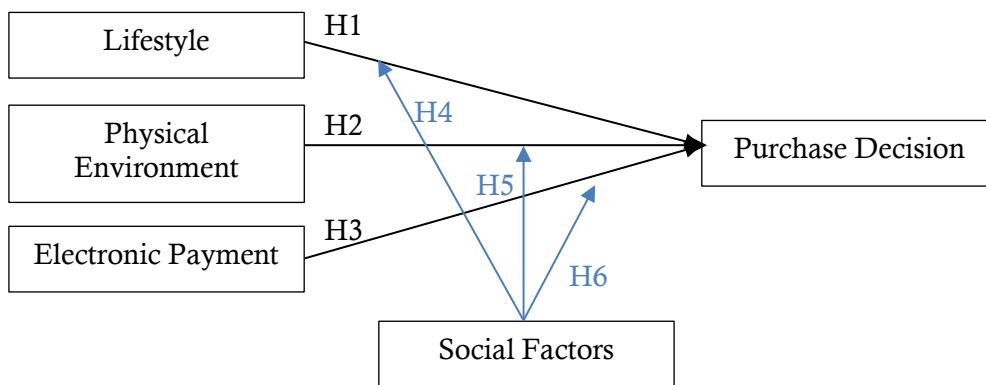 Lifestyle
H1
H4
Physical
Environment
H2
Purchase Decision
H5
Electronic Payment
H3
H6
Social Factors